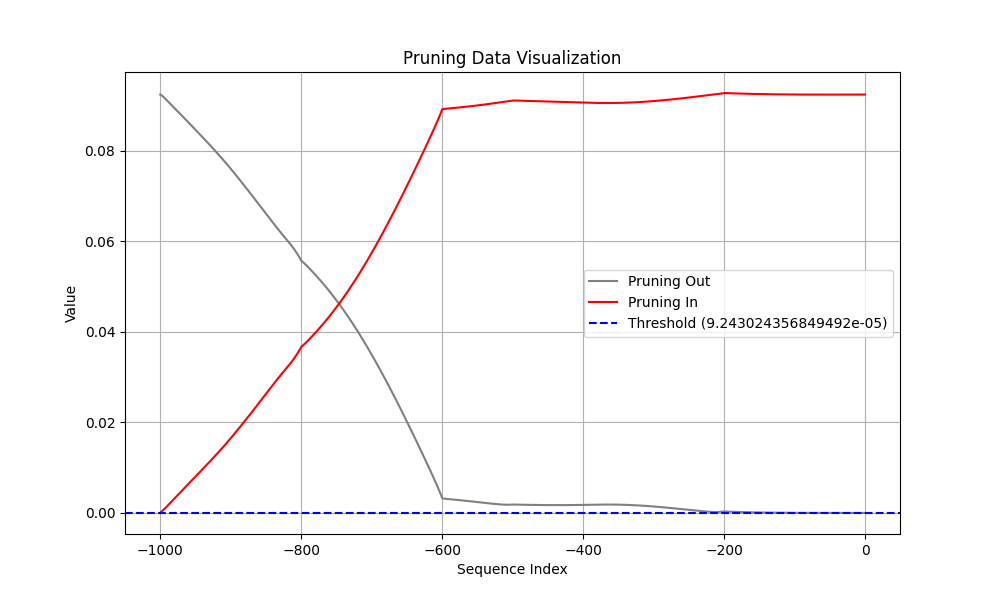 Pruning Data Visualization
Value
0.08
0.06
0.04
0.02
0.00
Pruning Out
Pruning In
Threshold (9.243024356849492e-05)
−1000
−800
−600
−400
−200
0
Sequence Index